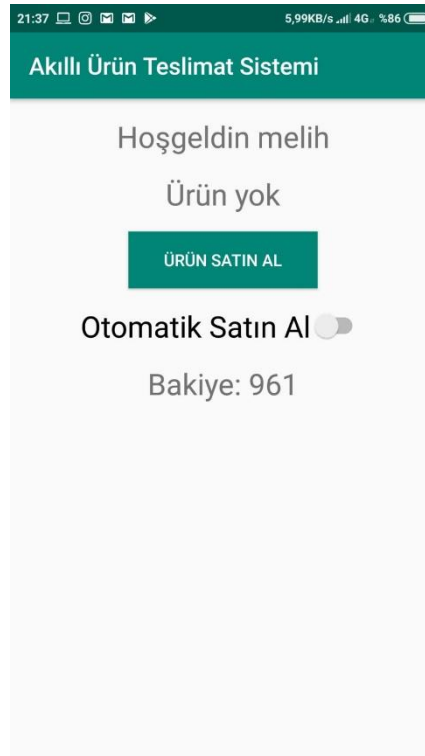 21:37 5,99KB/s 4G %86
Akıllı Ürün Teslimat Sistemi
Hoşgeldin melih
Ürün yok
ÜRÜN SATIN AL
Otomatik Satın Al
Bakiye: 961